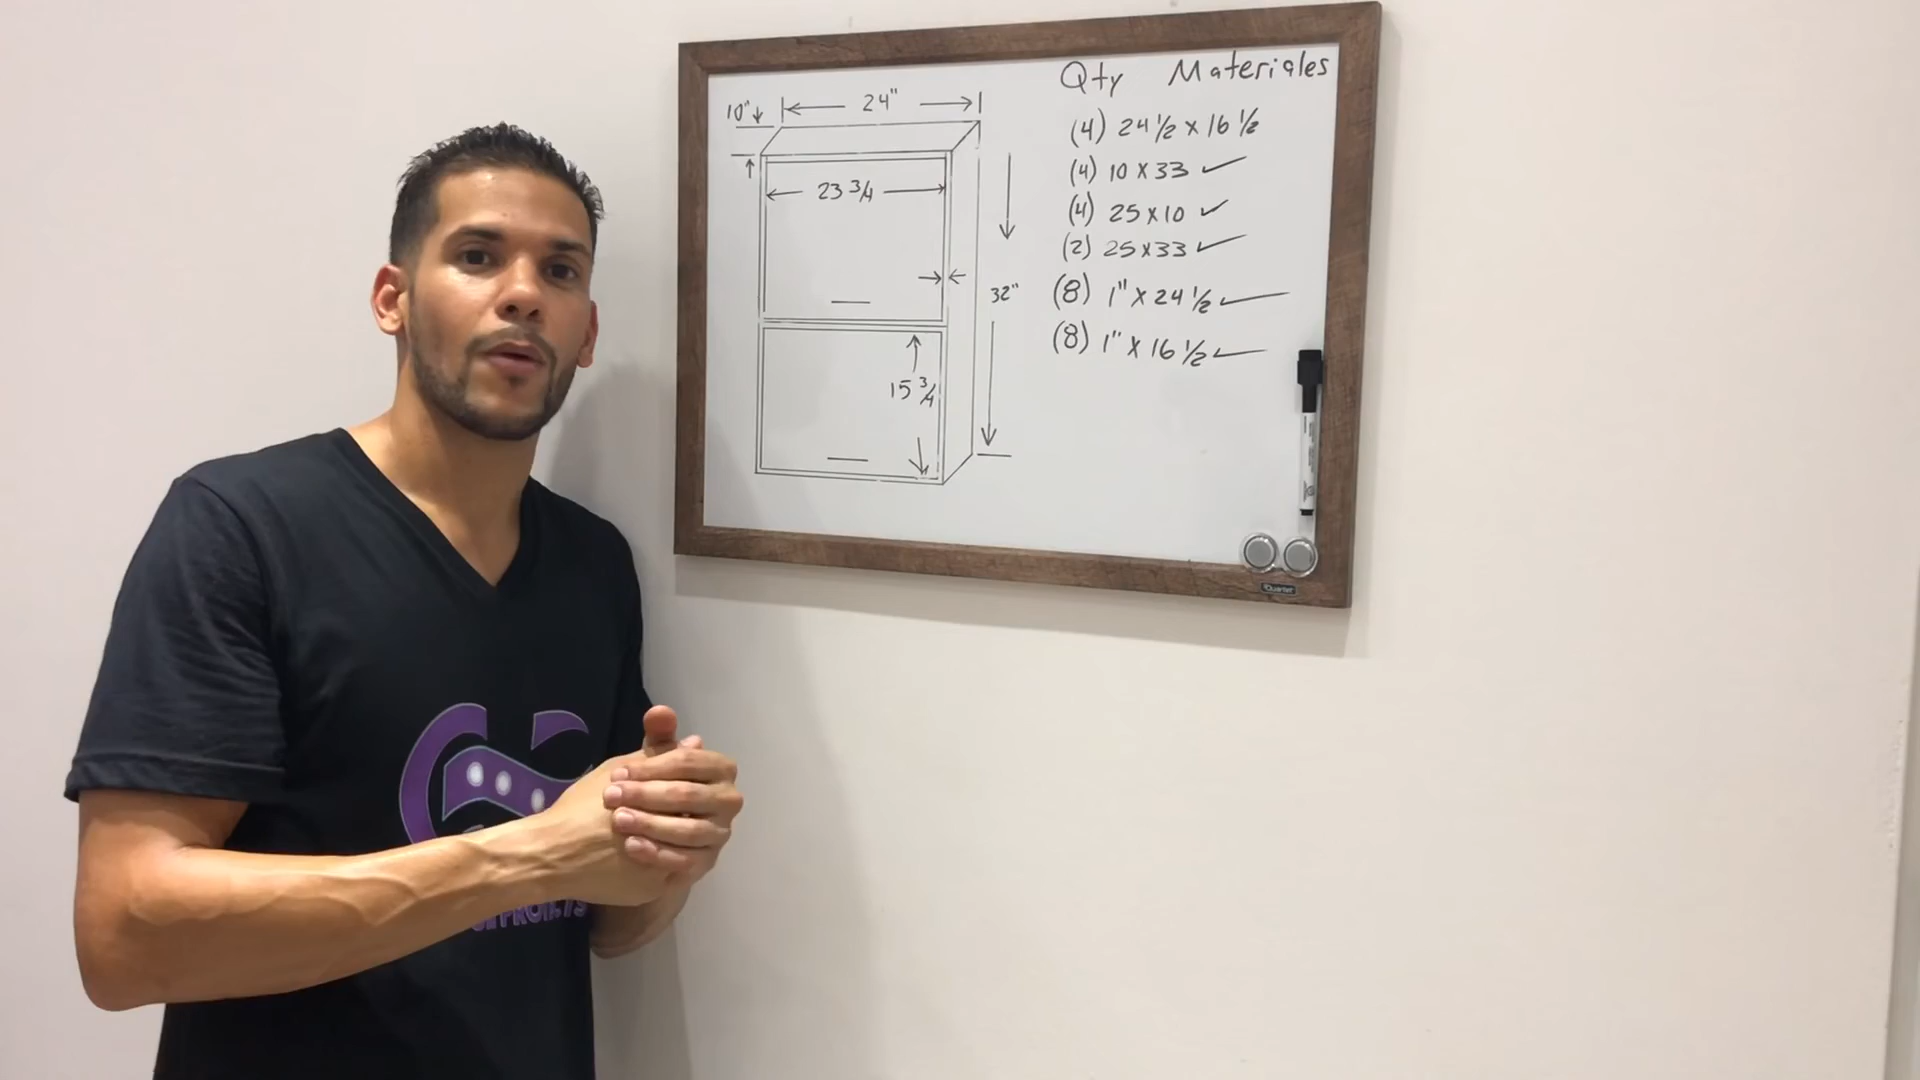 10" 24"
23 3/4
32"
15 3/4
Qty Materiales
(4) 24 1/2 x 16 1/2
(4) 10 x 33 ✓
(4) 25 x 10 ✓
(2) 25 x 33 ✓
(8) 1" x 24 1/2 ✓
(8) 1" x 16 1/2 ✓
Quartet